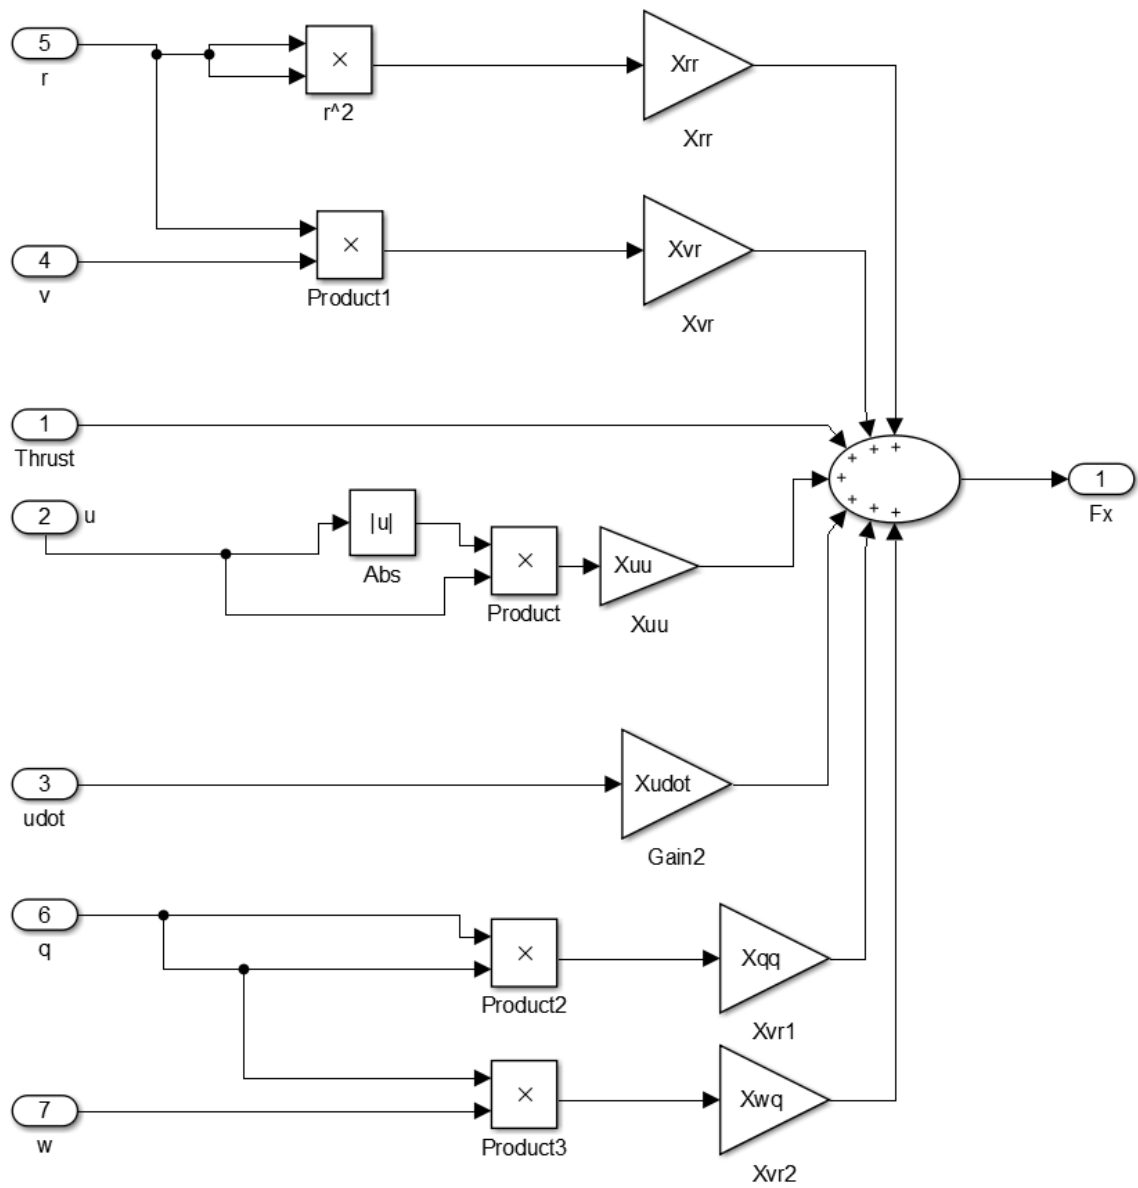 5
r
×
r^2
Xrr
Xrr
4
v
×
Product1
Xvr
Xvr
1
Thrust
2
u
|u|
Abs
×
Product
Xuu
Xuu
+
+
+
+
+
+
+
1
Fx
3
udot
Xudot
Gain2
6
q
×
Product2
Xqq
Xvr1
7
w
×
Product3
Xwq
Xvr2